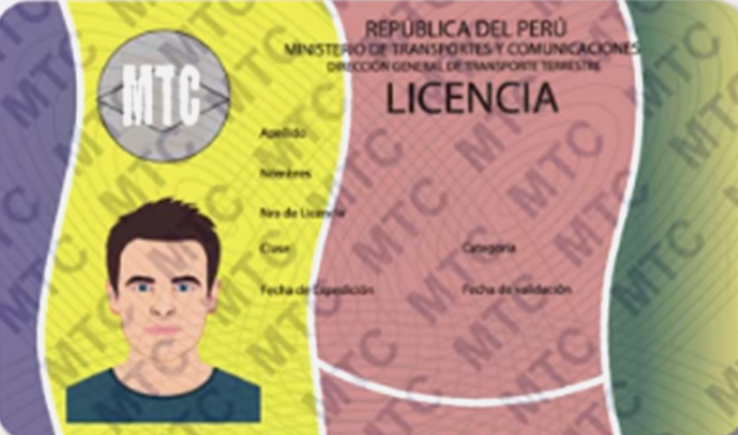 REPÚBLICA DEL PERÚ
MINISTERIO DE TRANSPORTES Y COMUNICACIONES
DIRECCIÓN GENERAL DE TRANSPORTE TERRESTRE
LICENCIA
MTC
Apellido
Nombres
Nro de Licencia
Clase Categoria
Fecha de Expedición Fecha de validación